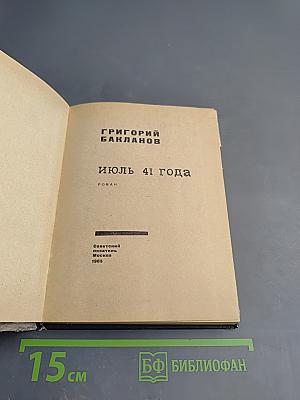 ГРИГОРИЙ
БАКЛАНОВ
ИЮЛЬ 41 ГОДА
РОМАН
Советский
писатель
Москва
1965
15 СМ
БФ БИБЛИОФАН